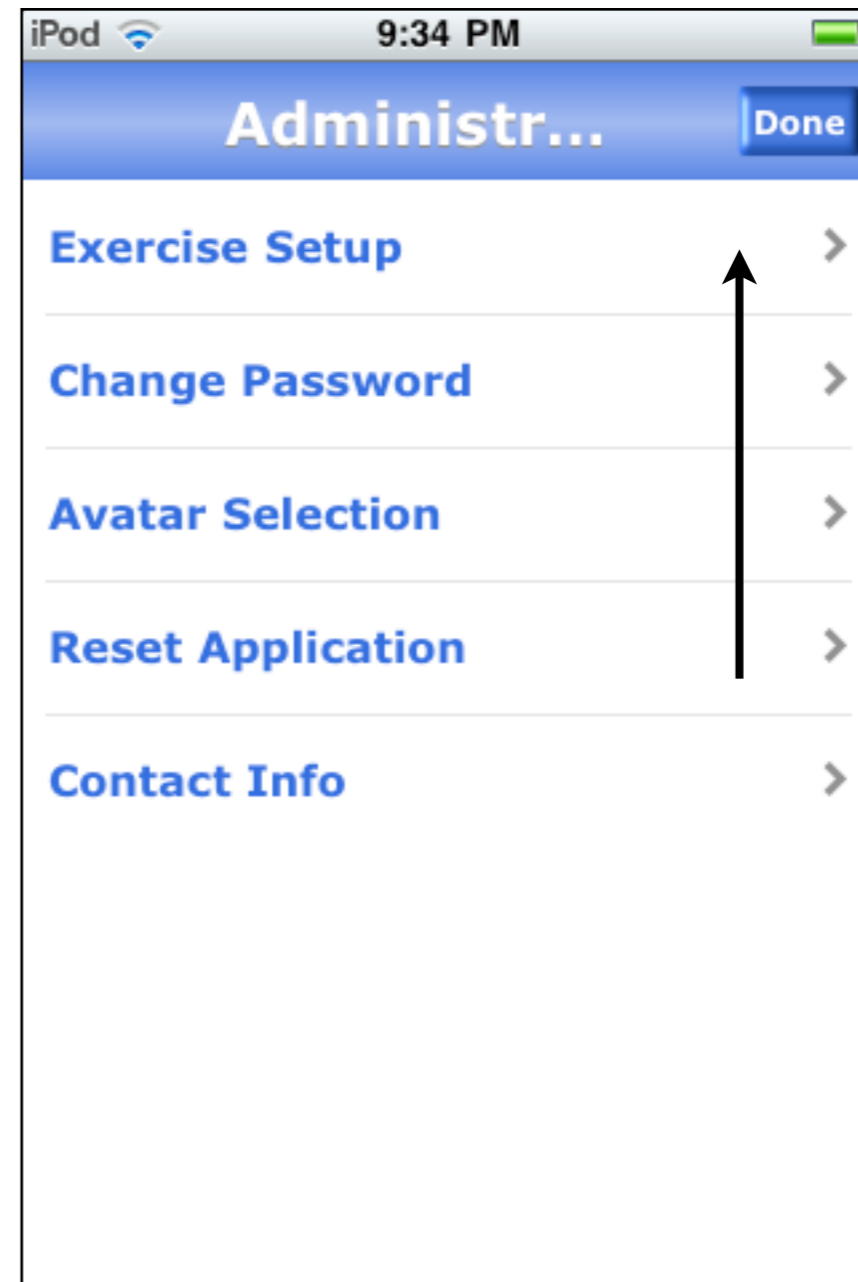 iPod 9:34 PM
Administr... Done
Exercise Setup
Change Password
Avatar Selection
Reset Application
Contact Info